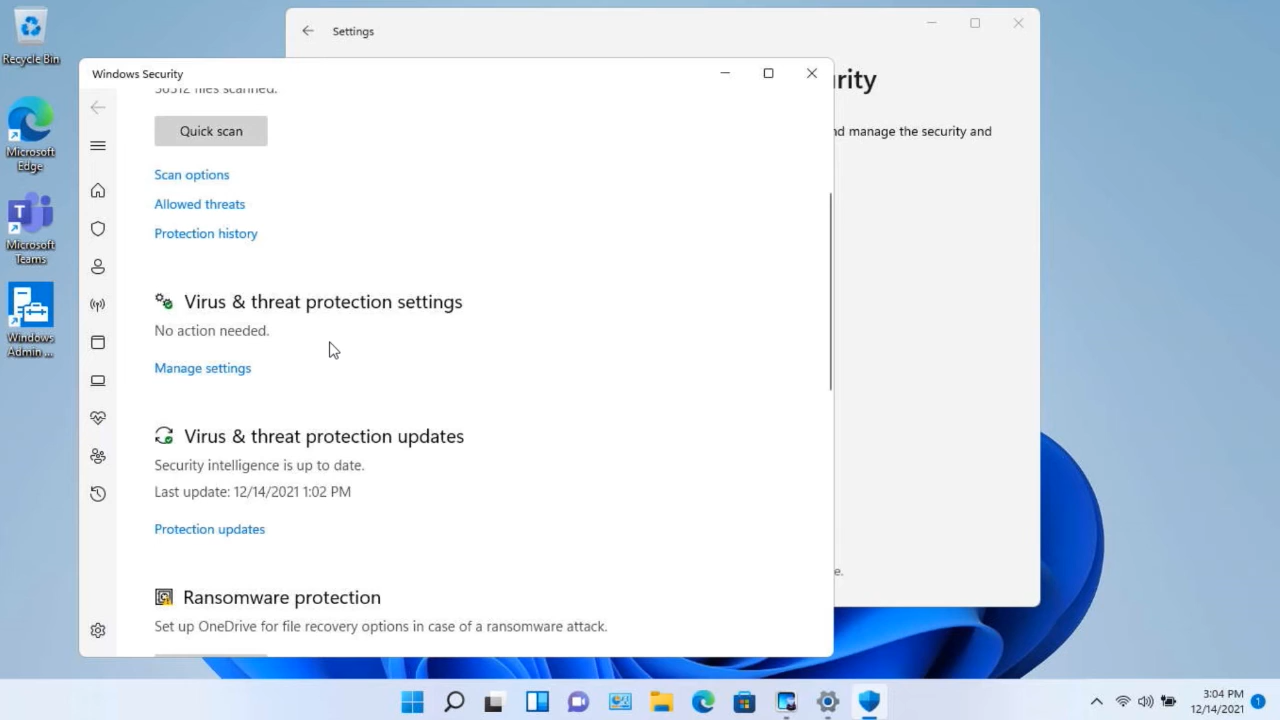 Recycle Bin
Microsoft
Edge
Microsoft
Teams
Windows
Admin ...
Settings
rity
nd manage the security and
e.
Windows Security
files scanned.
Quick scan
Scan options
Allowed threats
Protection history
Virus & threat protection settings
No action needed.
Manage settings
Virus & threat protection updates
Security intelligence is up to date.
Last update: 12/14/2021 1:02 PM
Protection updates
Ransomware protection
Set up OneDrive for file recovery options in case of a ransomware attack.
3:04 PM
12/14/2021
1